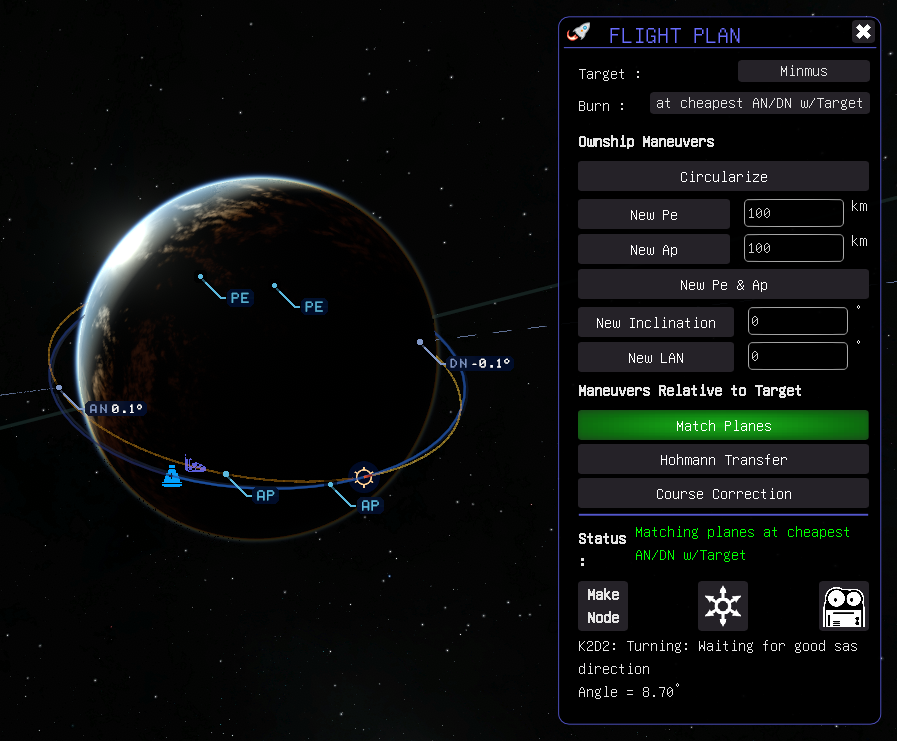 FLIGHT PLAN
Target : Minmus
Burn : at cheapest AN/DN w/Target
Ownship Maneuvers
Circularize
New Pe 100 km
New Ap 100 km
New Pe & Ap
New Inclination 0 °
New LAN 0 °
Maneuvers Relative to Target
Match Planes
Hohmann Transfer
Course Correction
Status : Matching planes at cheapest
AN/DN w/Target
Make
Node
K2D2: Turning: Waiting for good sas
direction
Angle = 8.70°
PE
PE
DN -0.1°
AN 0.1°
AP
AP